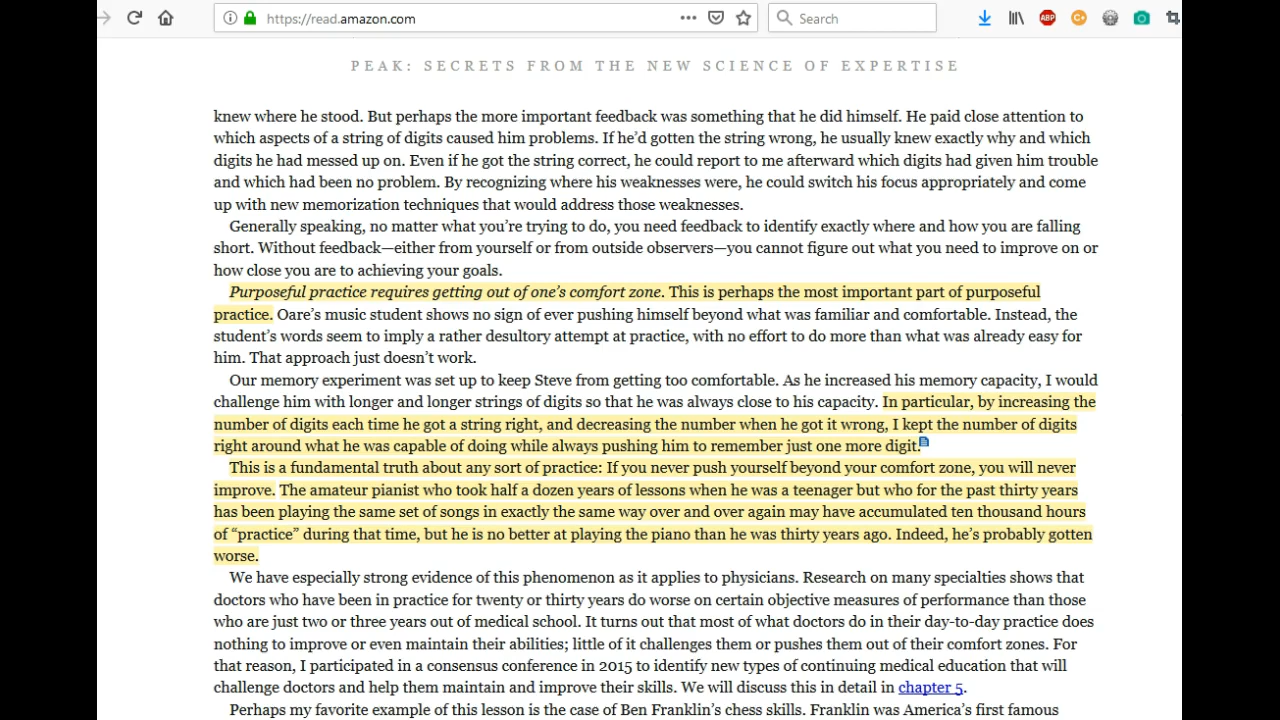 https://read.amazon.com
Search
ABP
C+
PEAK: SECRETS FROM THE NEW SCIENCE OF EXPERTISE
knew where he stood. But perhaps the more important feedback was something that he did himself. He paid close attention to
which aspects of a string of digits caused him problems. If he’d gotten the string wrong, he usually knew exactly why and which
digits he had messed up on. Even if he got the string correct, he could report to me afterward which digits had given him trouble
and which had been no problem. By recognizing where his weaknesses were, he could switch his focus appropriately and come
up with new memorization techniques that would address those weaknesses.
Generally speaking, no matter what you’re trying to do, you need feedback to identify exactly where and how you are falling
short. Without feedback—either from yourself or from outside observers—you cannot figure out what you need to improve on or
how close you are to achieving your goals.
Purposeful practice requires getting out of one’s comfort zone. This is perhaps the most important part of purposeful
practice. Oare’s music student shows no sign of ever pushing himself beyond what was familiar and comfortable. Instead, the
student’s words seem to imply a rather desultory attempt at practice, with no effort to do more than what was already easy for
him. That approach just doesn’t work.
Our memory experiment was set up to keep Steve from getting too comfortable. As he increased his memory capacity, I would
challenge him with longer and longer strings of digits so that he was always close to his capacity. In particular, by increasing the
number of digits each time he got a string right, and decreasing the number when he got it wrong, I kept the number of digits
right around what he was capable of doing while always pushing him to remember just one more digit.
This is a fundamental truth about any sort of practice: If you never push yourself beyond your comfort zone, you will never
improve. The amateur pianist who took half a dozen years of lessons when he was a teenager but who for the past thirty years
has been playing the same set of songs in exactly the same way over and over again may have accumulated ten thousand hours
of “practice” during that time, but he is no better at playing the piano than he was thirty years ago. Indeed, he’s probably gotten
worse.
We have especially strong evidence of this phenomenon as it applies to physicians. Research on many specialties shows that
doctors who have been in practice for twenty or thirty years do worse on certain objective measures of performance than those
who are just two or three years out of medical school. It turns out that most of what doctors do in their day-to-day practice does
nothing to improve or even maintain their abilities; little of it challenges them or pushes them out of their comfort zones. For
that reason, I participated in a consensus conference in 2015 to identify new types of continuing medical education that will
challenge doctors and help them maintain and improve their skills. We will discuss this in detail in chapter 5.
Perhaps my favorite example of this lesson is the case of Ben Franklin’s chess skills. Franklin was America’s first famous